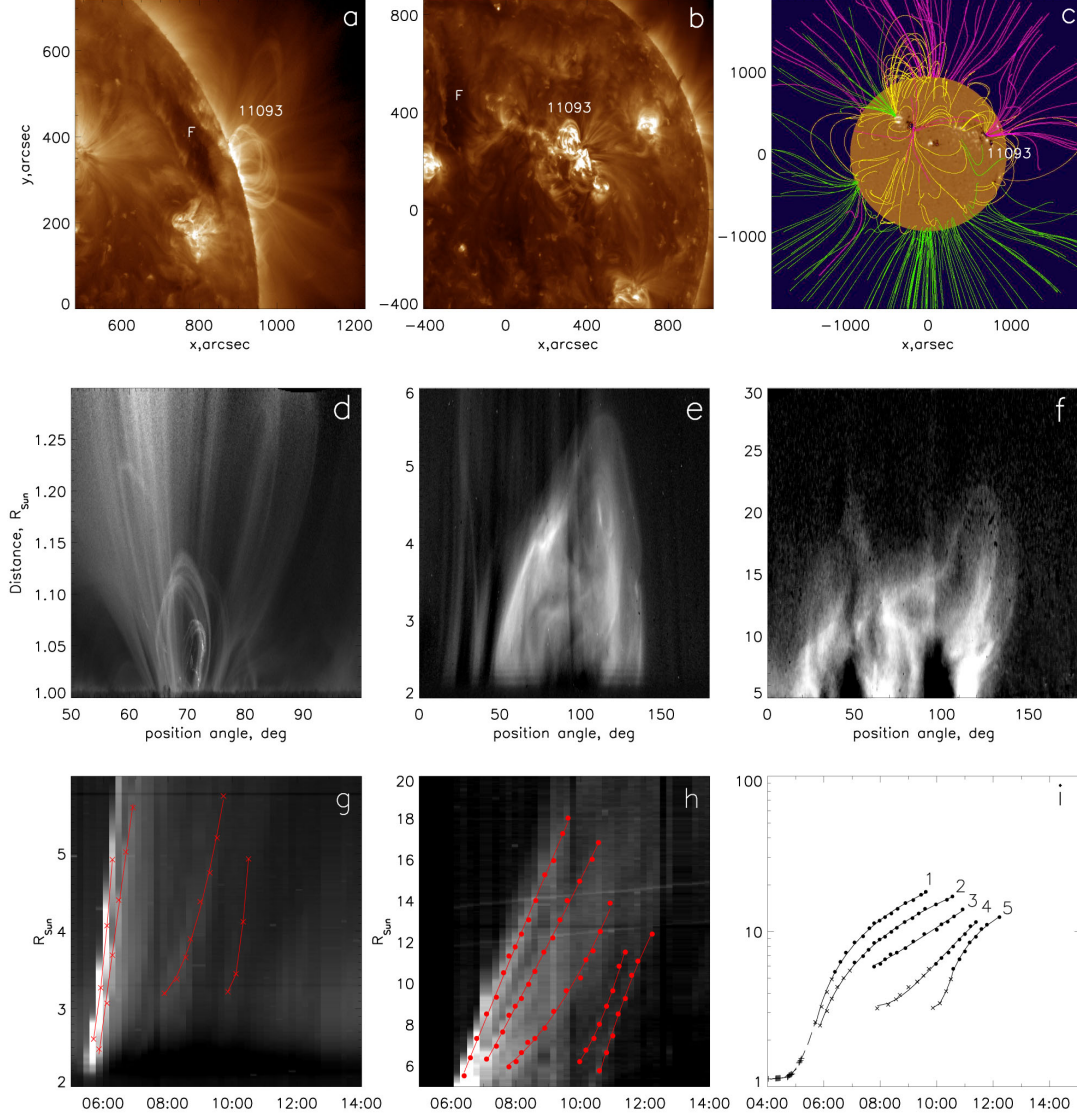 a
600
400
200
0
y,arcsec
F
11093
600 800 1000 1200
x,arcsec
b
800
600
400
200
0
−200
−400
F
11093
−400 0 400 800
x,arcsec
c
1000
0
−1000
11093
−1000 0 1000
x,arsec
d
1.25
1.20
1.15
1.10
1.05
1.00
Distance, R_Sun
50 60 70 80 90
position angle, deg
e
6
5
4
3
2
0 50 100 150
position angle, deg
f
30
25
20
15
10
5
0 50 100 150
position angle, deg
g
5
4
3
2
R_Sun
06:00 08:00 10:00 14:00
h
20
18
16
14
12
10
8
6
R_Sun
06:00 08:00 10:00 14:00
i
100
10
1
1
2
3
4
5
04:00 06:00 08:00 10:00 12:00 14:00